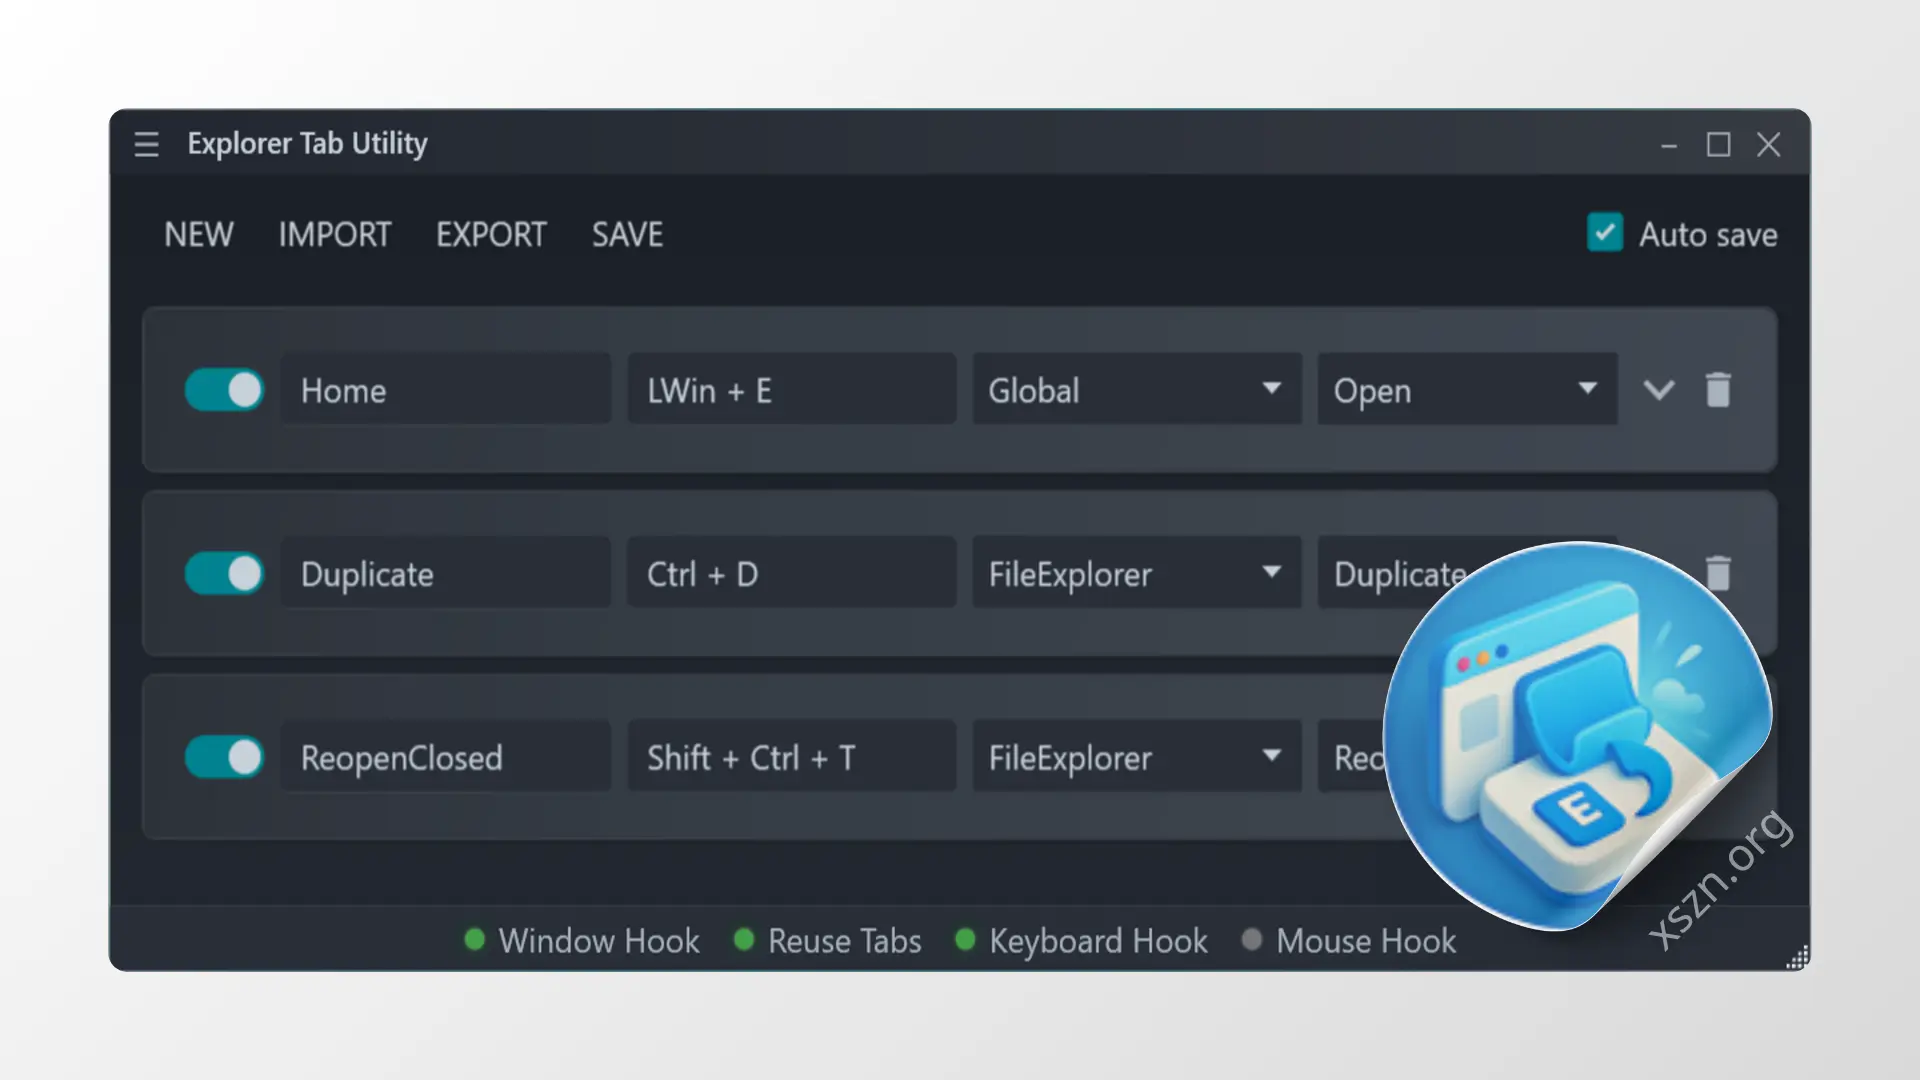 Explorer Tab Utility
NEW IMPORT EXPORT SAVE Auto save
Home LWin + E Global Open
Duplicate Ctrl + D FileExplorer Duplicate
ReopenClosed Shift + Ctrl + T FileExplorer Reo
E
xszn.org
Window Hook Reuse Tabs Keyboard Hook Mouse Hook